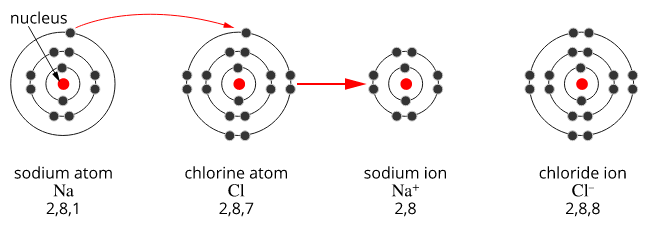 nucleus
sodium atom
Na
2,8,1
chlorine atom
Cl
2,8,7
sodium ion
Na⁺
2,8
chloride ion
Cl⁻
2,8,8